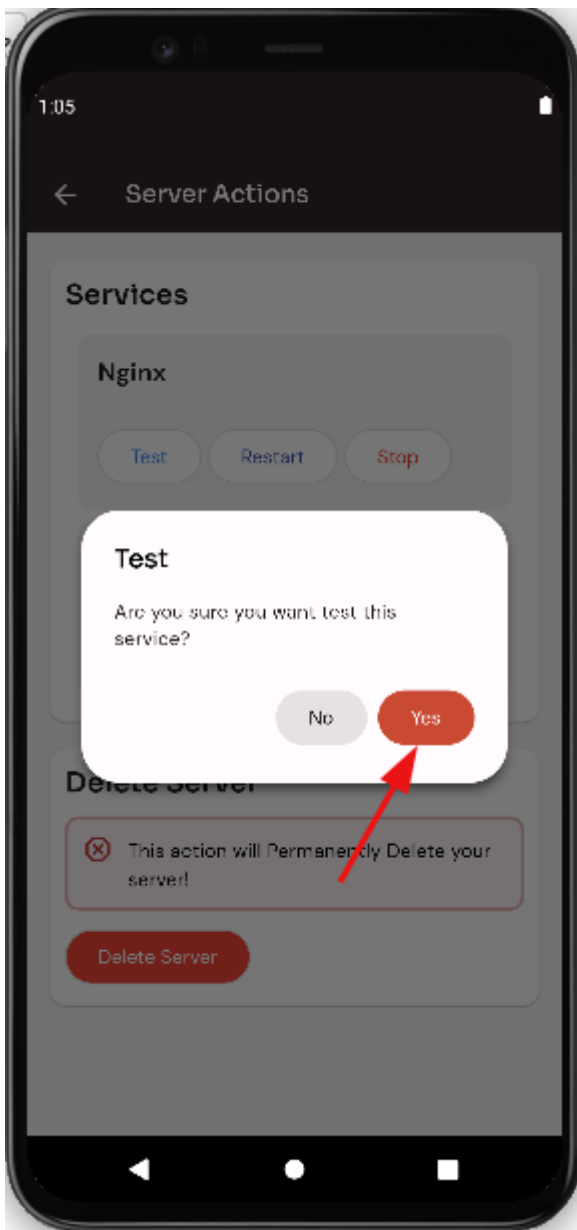 1:05
Server Actions
Services
Nginx
Test Restart Stop
Test
Are you sure you want test this
service?
No Yes
Delete Server
This action will Permanently Delete your
server!
Delete Server